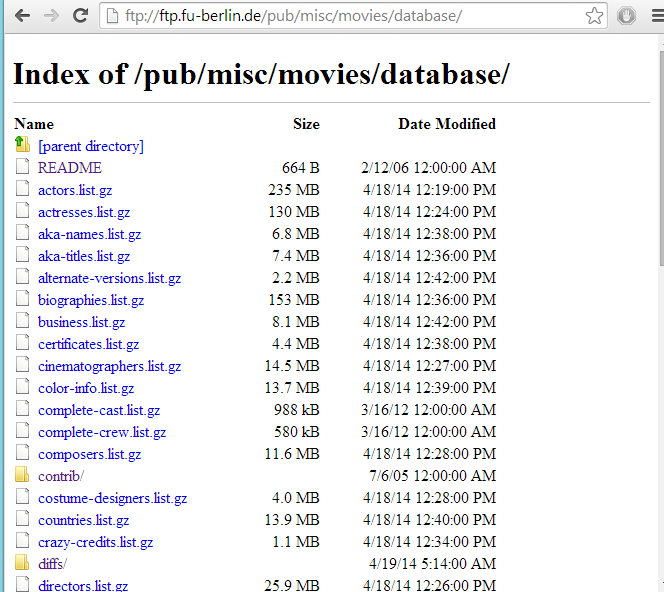 ftp://ftp.fu-berlin.de/pub/misc/movies/database/
Index of /pub/misc/movies/database/
Name Size Date Modified
[parent directory]
README 664 B 2/12/06 12:00:00 AM
actors.list.gz 235 MB 4/18/14 12:19:00 PM
actresses.list.gz 130 MB 4/18/14 12:24:00 PM
aka-names.list.gz 6.8 MB 4/18/14 12:38:00 PM
aka-titles.list.gz 7.4 MB 4/18/14 12:36:00 PM
alternate-versions.list.gz 2.2 MB 4/18/14 12:42:00 PM
biographies.list.gz 153 MB 4/18/14 12:36:00 PM
business.list.gz 8.1 MB 4/18/14 12:42:00 PM
certificates.list.gz 4.4 MB 4/18/14 12:38:00 PM
cinematographers.list.gz 14.5 MB 4/18/14 12:27:00 PM
color-info.list.gz 13.7 MB 4/18/14 12:39:00 PM
complete-cast.list.gz 988 kB 3/16/12 12:00:00 AM
complete-crew.list.gz 580 kB 3/16/12 12:00:00 AM
composers.list.gz 11.6 MB 4/18/14 12:28:00 PM
contrib/ 7/6/05 12:00:00 AM
costume-designers.list.gz 4.0 MB 4/18/14 12:28:00 PM
countries.list.gz 13.9 MB 4/18/14 12:40:00 PM
crazy-credits.list.gz 1.1 MB 4/18/14 12:34:00 PM
diffs/ 4/19/14 5:14:00 AM
directors.list.gz 25.9 MB 4/18/14 12:26:00 PM